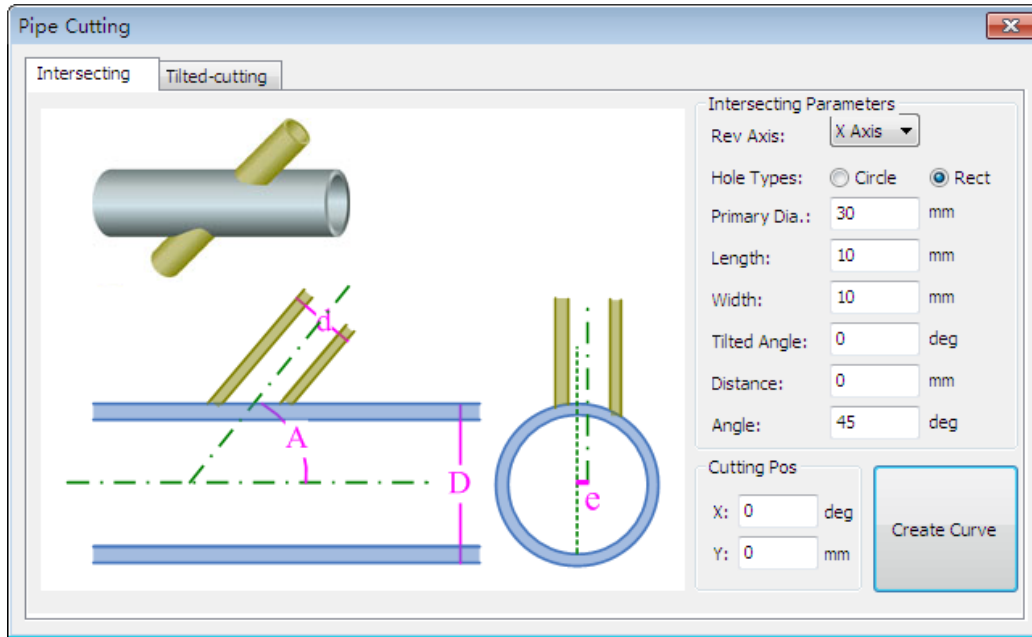 Pipe Cutting
Intersecting Tilted-cutting
d
A
D
e
Intersecting Parameters
Rev Axis: X Axis
Hole Types: Circle Rect
Primary Dia.: 30 mm
Length: 10 mm
Width: 10 mm
Tilted Angle: 0 deg
Distance: 0 mm
Angle: 45 deg
Cutting Pos
X: 0 deg
Y: 0 mm
Create Curve